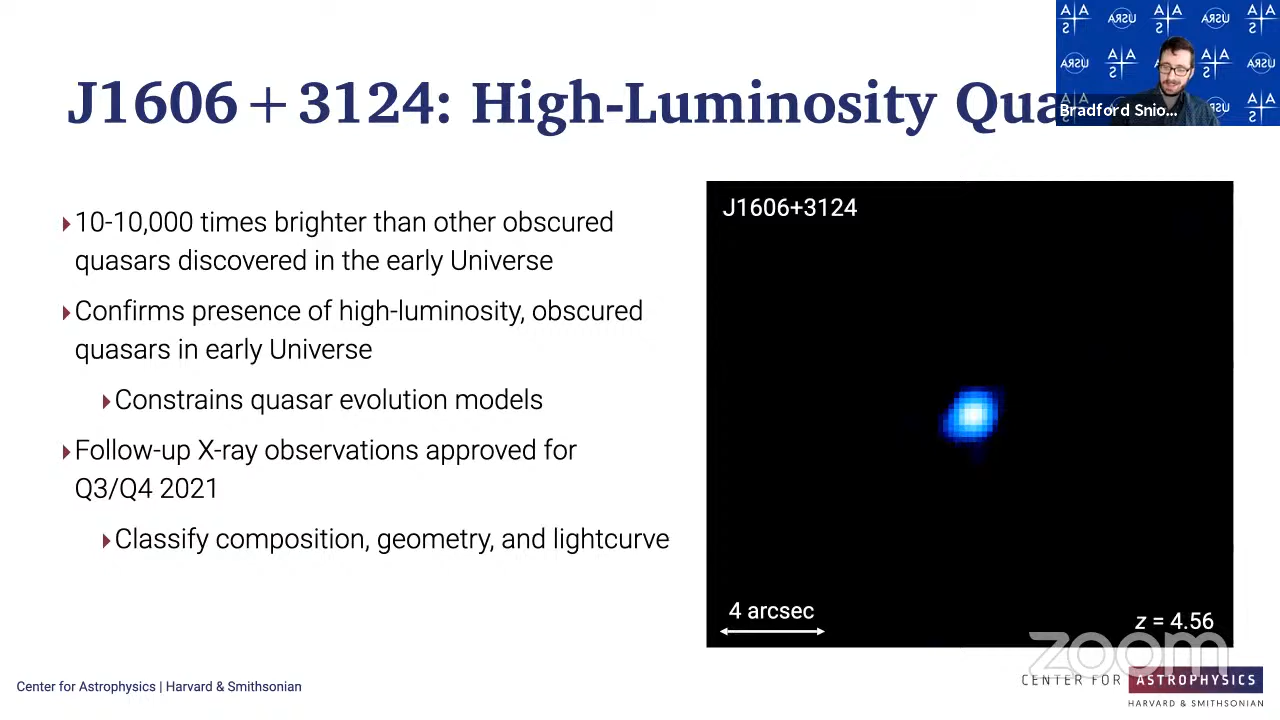 J1606+3124: High-Luminosity Qua
Bradford Snio...
10-10,000 times brighter than other obscured
quasars discovered in the early Universe
Confirms presence of high-luminosity, obscured
quasars in early Universe
Constrains quasar evolution models
Follow-up X-ray observations approved for
Q3/Q4 2021
Classify composition, geometry, and lightcurve
J1606+3124
4 arcsec
z = 4.56
zoom
Center for Astrophysics | Harvard & Smithsonian
CENTER FOR ASTROPHYSICS
HARVARD & SMITHSONIAN